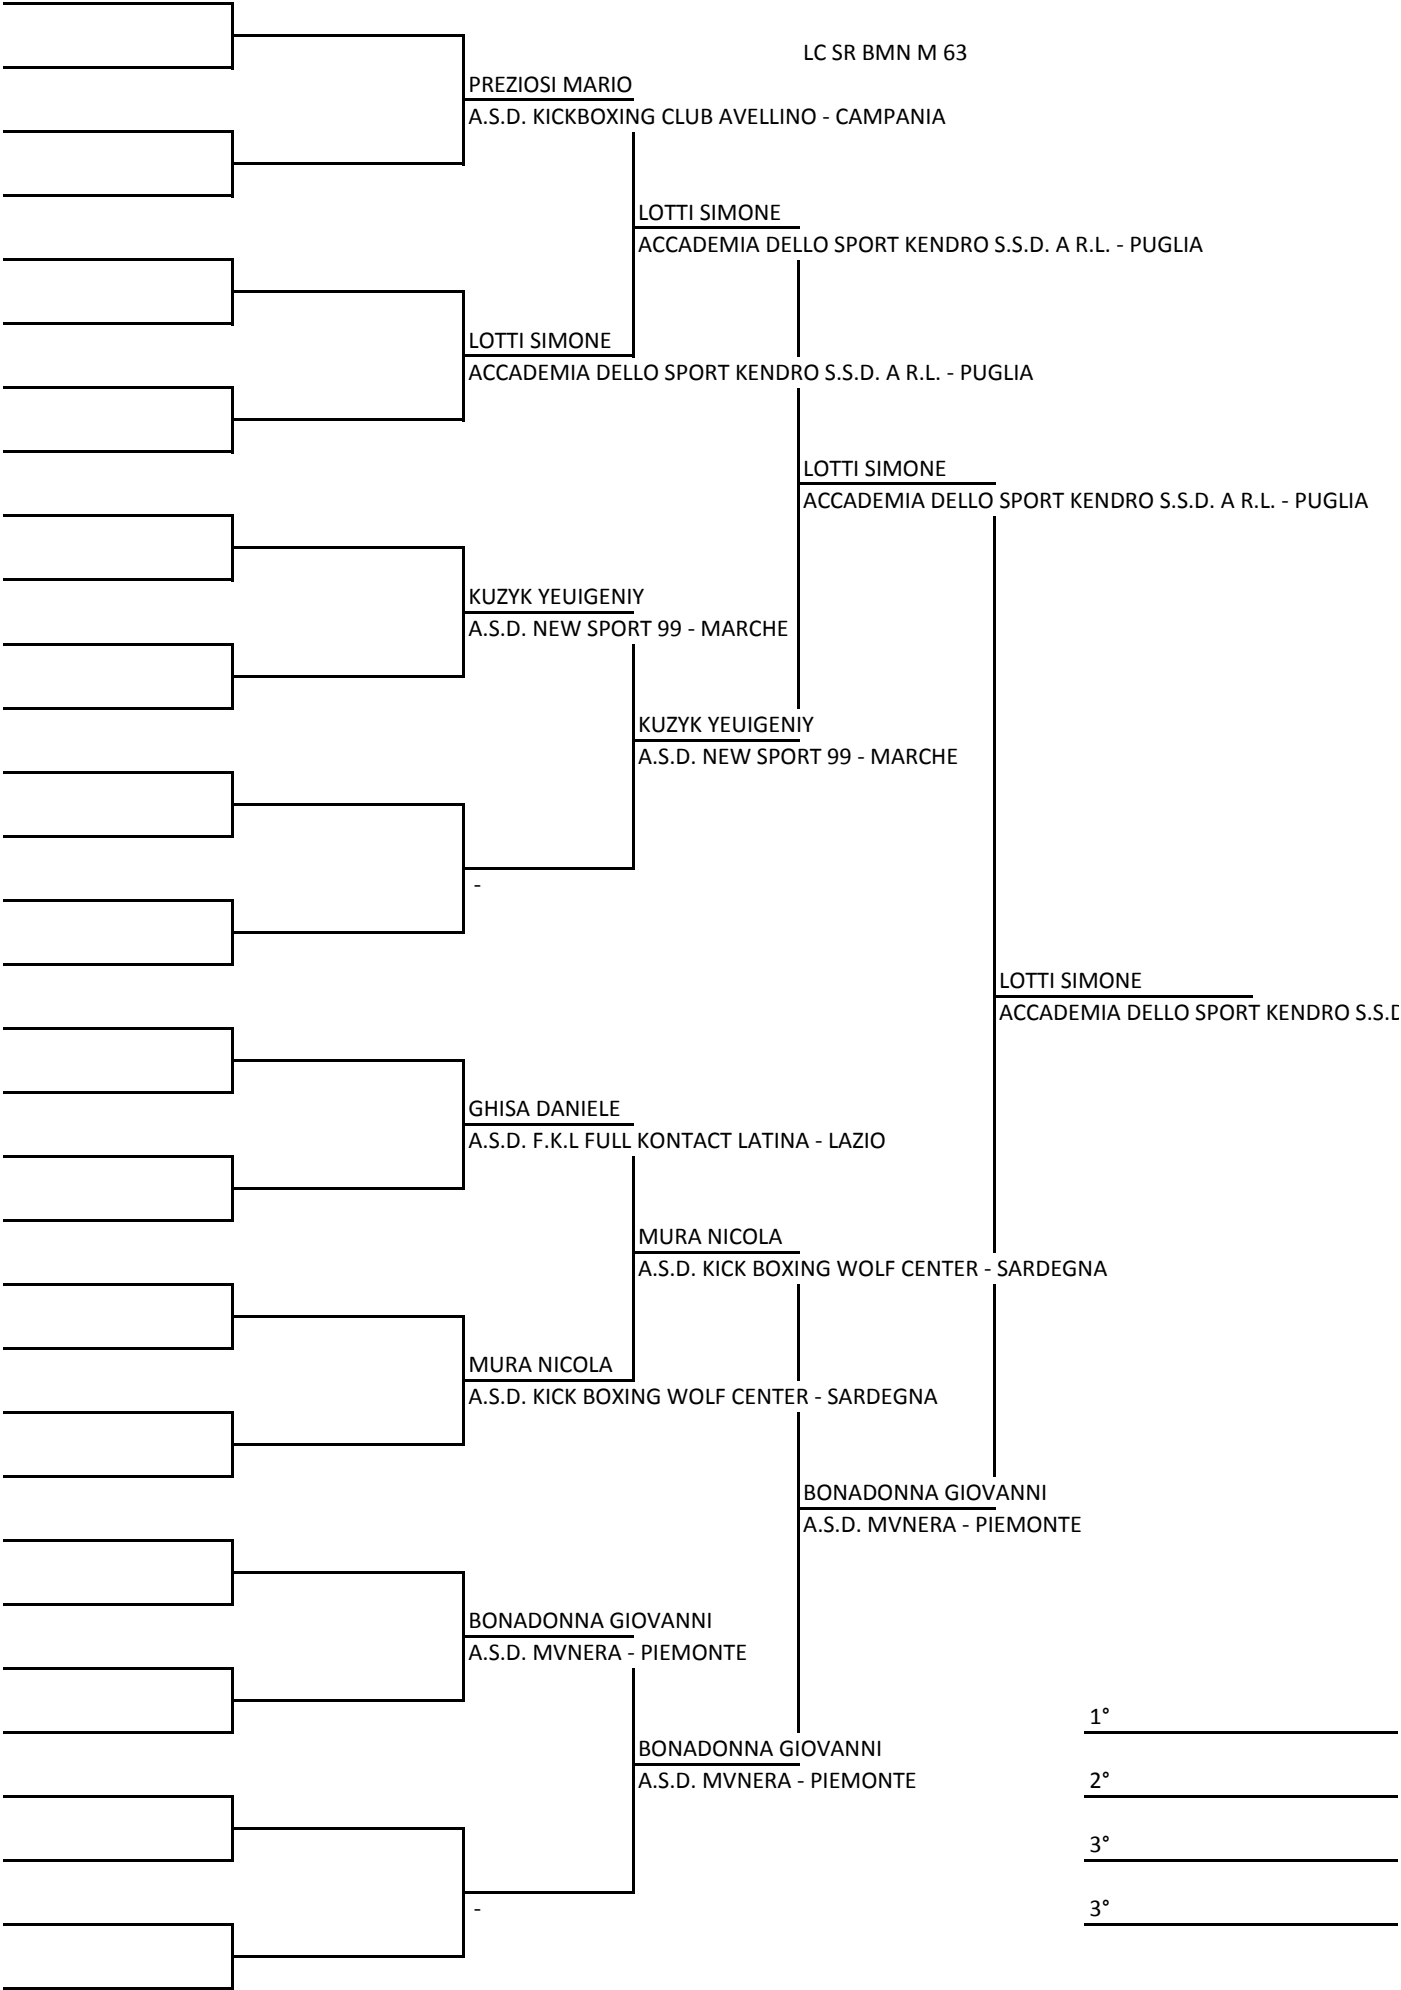 LC SR BMN M 63
PREZIOSI MARIO
A.S.D. KICKBOXING CLUB AVELLINO - CAMPANIA
LOTTI SIMONE
ACCADEMIA DELLO SPORT KENDRO S.S.D. A R.L. - PUGLIA
LOTTI SIMONE
ACCADEMIA DELLO SPORT KENDRO S.S.D. A R.L. - PUGLIA
LOTTI SIMONE
ACCADEMIA DELLO SPORT KENDRO S.S.D. A R.L. - PUGLIA
KUZYK YEUIGENIY
A.S.D. NEW SPORT 99 - MARCHE
KUZYK YEUIGENIY
A.S.D. NEW SPORT 99 - MARCHE
-
LOTTI SIMONE
ACCADEMIA DELLO SPORT KENDRO S.S.D
GHISA DANIELE
A.S.D. F.K.L FULL KONTACT LATINA - LAZIO
MURA NICOLA
A.S.D. KICK BOXING WOLF CENTER - SARDEGNA
MURA NICOLA
A.S.D. KICK BOXING WOLF CENTER - SARDEGNA
BONADONNA GIOVANNI
A.S.D. MVNERA - PIEMONTE
BONADONNA GIOVANNI
A.S.D. MVNERA - PIEMONTE
1°
BONADONNA GIOVANNI
A.S.D. MVNERA - PIEMONTE
2°
3°
-
3°